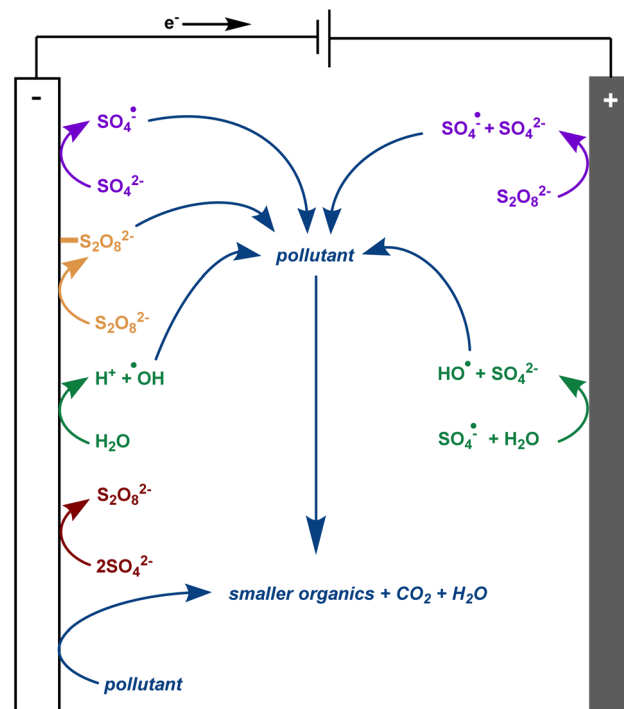 e⁻
-
+
SO₄•⁻
SO₄•⁻ + SO₄²⁻
SO₄²⁻
S₂O₈²⁻
S₂O₈²⁻
pollutant
S₂O₈²⁻
H⁺ + •OH
HO• + SO₄²⁻
H₂O
SO₄•⁻ + H₂O
S₂O₈²⁻
2SO₄²⁻
smaller organics + CO₂ + H₂O
pollutant